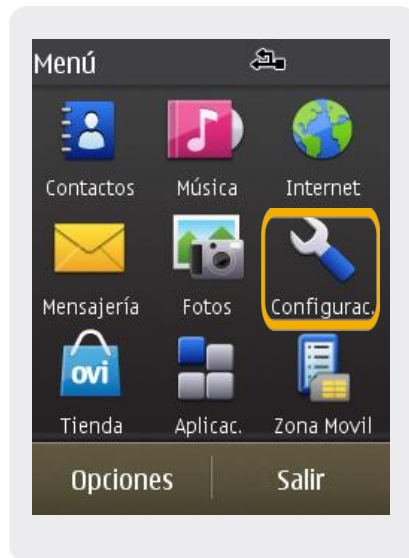 Menú
Contactos Música Internet
Mensajería Fotos Configurac.
ovi
Tienda Aplicac. Zona Movil
Opciones Salir